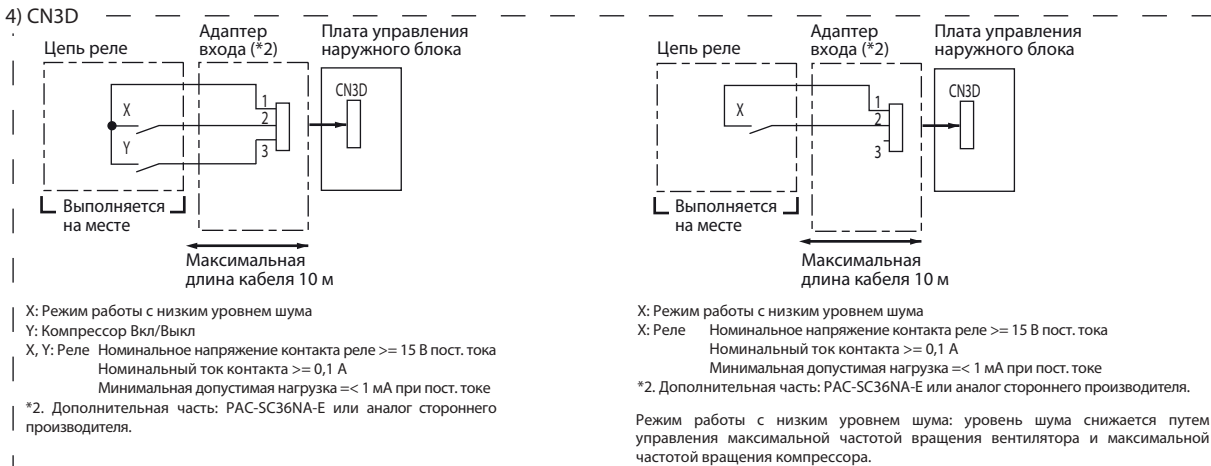 4) CN3D
Цепь реле
Адаптер
входа (*2)
Плата управления
наружного блока
X
Y
1
2
3
CN3D
Выполняется
на месте
Максимальная
длина кабеля 10 м
X: Режим работы с низким уровнем шума
Y: Компрессор Вкл/Выкл
X, Y: Реле Номинальное напряжение контакта реле >= 15 В пост. тока
Номинальный ток контакта >= 0,1 А
Минимальная допустимая нагрузка =< 1 мА при пост. токе
*2. Дополнительная часть: PAC-SC36NA-E или аналог стороннего
производителя.
Цепь реле
Адаптер
входа (*2)
Плата управления
наружного блока
X
1
2
3
CN3D
Выполняется
на месте
Максимальная
длина кабеля 10 м
X: Режим работы с низким уровнем шума
X: Реле Номинальное напряжение контакта реле >= 15 В пост. тока
Номинальный ток контакта >= 0,1 А
Минимальная допустимая нагрузка =< 1 мА при пост. токе
*2. Дополнительная часть: PAC-SC36NA-E или аналог стороннего производителя.
Режим работы с низким уровнем шума: уровень шума снижается путем
управления максимальной частотой вращения вентилятора и максимальной
частотой вращения компрессора.